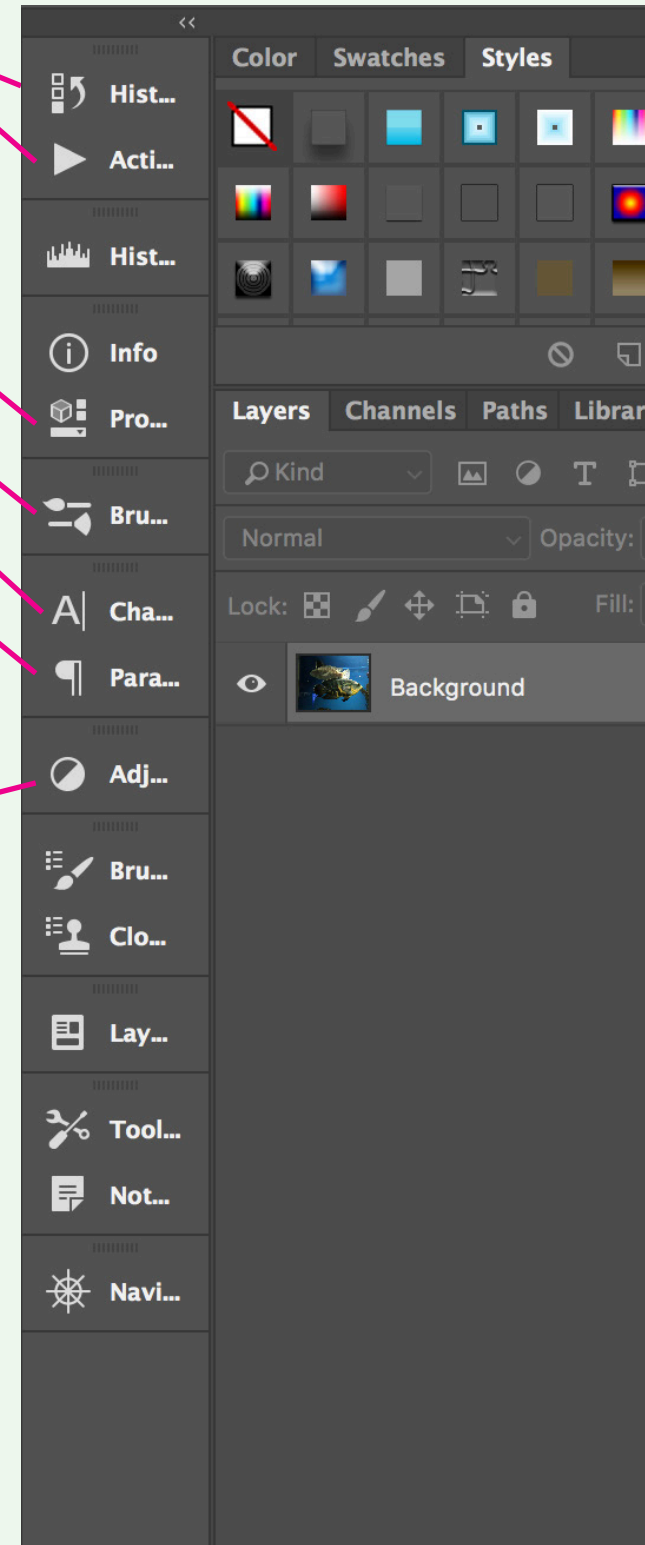 <<
Hist...
Acti...
Hist...
Info
Pro...
Bru...
Cha...
Para...
Adj...
Bru...
Clo...
Lay...
Tool...
Not...
Navi...
Color Swatches Styles
Layers Channels Paths Librar
Kind T
Normal Opacity:
Lock: Fill:
Background